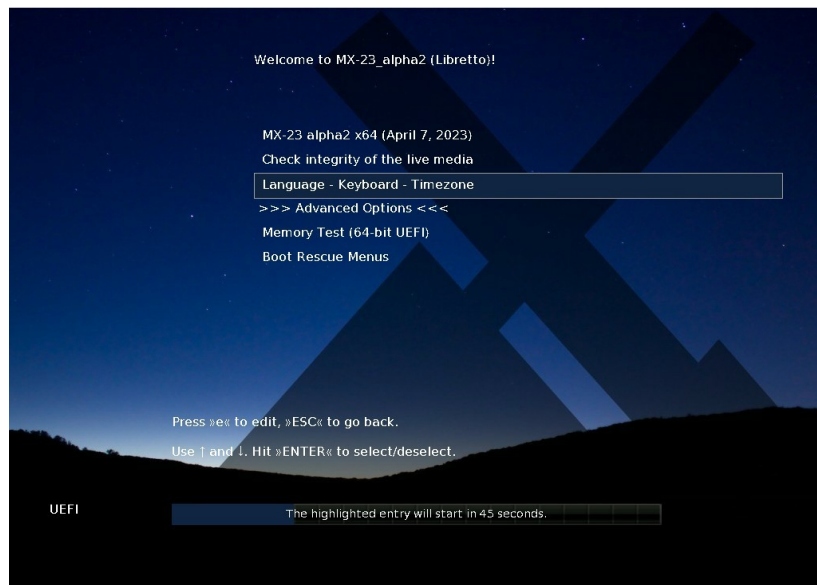 Welcome to MX-23_alpha2 (Libretto)!
MX-23 alpha2 x64 (April 7, 2023)
Check integrity of the live media
Language - Keyboard - Timezone
>>> Advanced Options <<<
Memory Test (64-bit UEFI)
Boot Rescue Menus
Press »e« to edit, »ESC« to go back.
Use ↑ and ↓. Hit »ENTER« to select/deselect.
UEFI
The highlighted entry will start in 45 seconds.